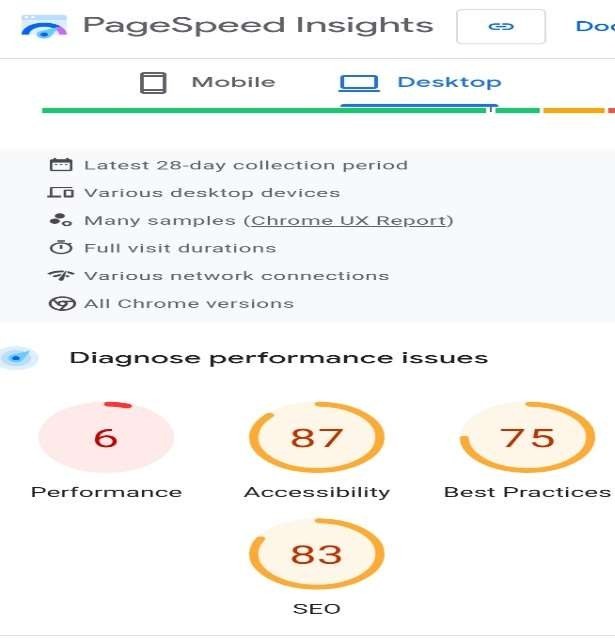 PageSpeed Insights
Mobile Desktop
Latest 28-day collection period
Various desktop devices
Many samples (Chrome UX Report)
Full visit durations
Various network connections
All Chrome versions
Diagnose performance issues
6 87 75
Performance Accessibility Best Practices
83
SEO